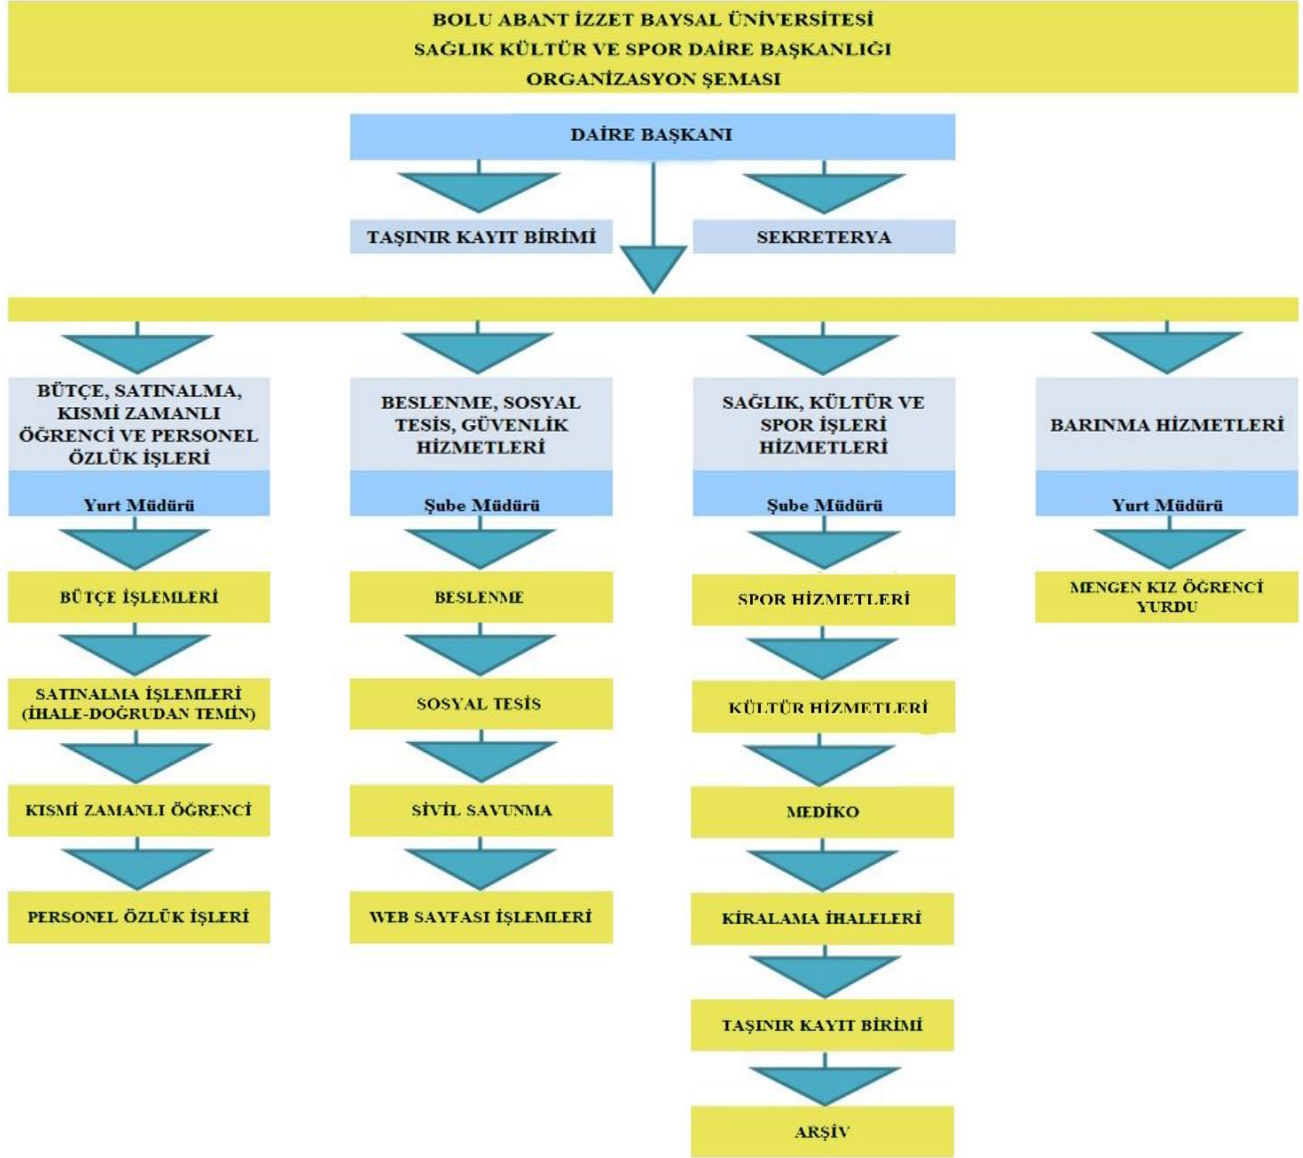 BOLU ABANT İZZET BAYSAL ÜNİVERSİTESİ
SAĞLIK KÜLTÜR VE SPOR DAİRE BAŞKANLIĞI
ORGANİZASYON ŞEMASI
DAİRE BAŞKANI
TAŞINIR KAYIT BİRİMİ
SEKRETERYA
BÜTÇE, SATINALMA,
KISMİ ZAMANLI
ÖĞRENCİ VE PERSONEL
ÖZLÜK İŞLERİ
Yurt Müdürü
BÜTÇE İŞLEMLERİ
SATINALMA İŞLEMLERİ
(İHALE-DOĞRUDAN TEMİN)
KISMİ ZAMANLI ÖĞRENCİ
PERSONEL ÖZLÜK İŞLERİ
BESLENME, SOSYAL
TESİS, GÜVENLİK
HİZMETLERİ
Şube Müdürü
BESLENME
SOSYAL TESİS
SİVİL SAVUNMA
WEB SAYFASI İŞLEMLERİ
SAĞLIK, KÜLTÜR VE
SPOR İŞLERİ
HİZMETLERİ
Şube Müdürü
SPOR HİZMETLERİ
KÜLTÜR HİZMETLERİ
MEDİKO
KİRALAMA İHALELERİ
TAŞINIR KAYIT BİRİMİ
ARŞİV
BARINMA HİZMETLERİ
Yurt Müdürü
MENGEN KIZ ÖĞRENCİ
YURDU